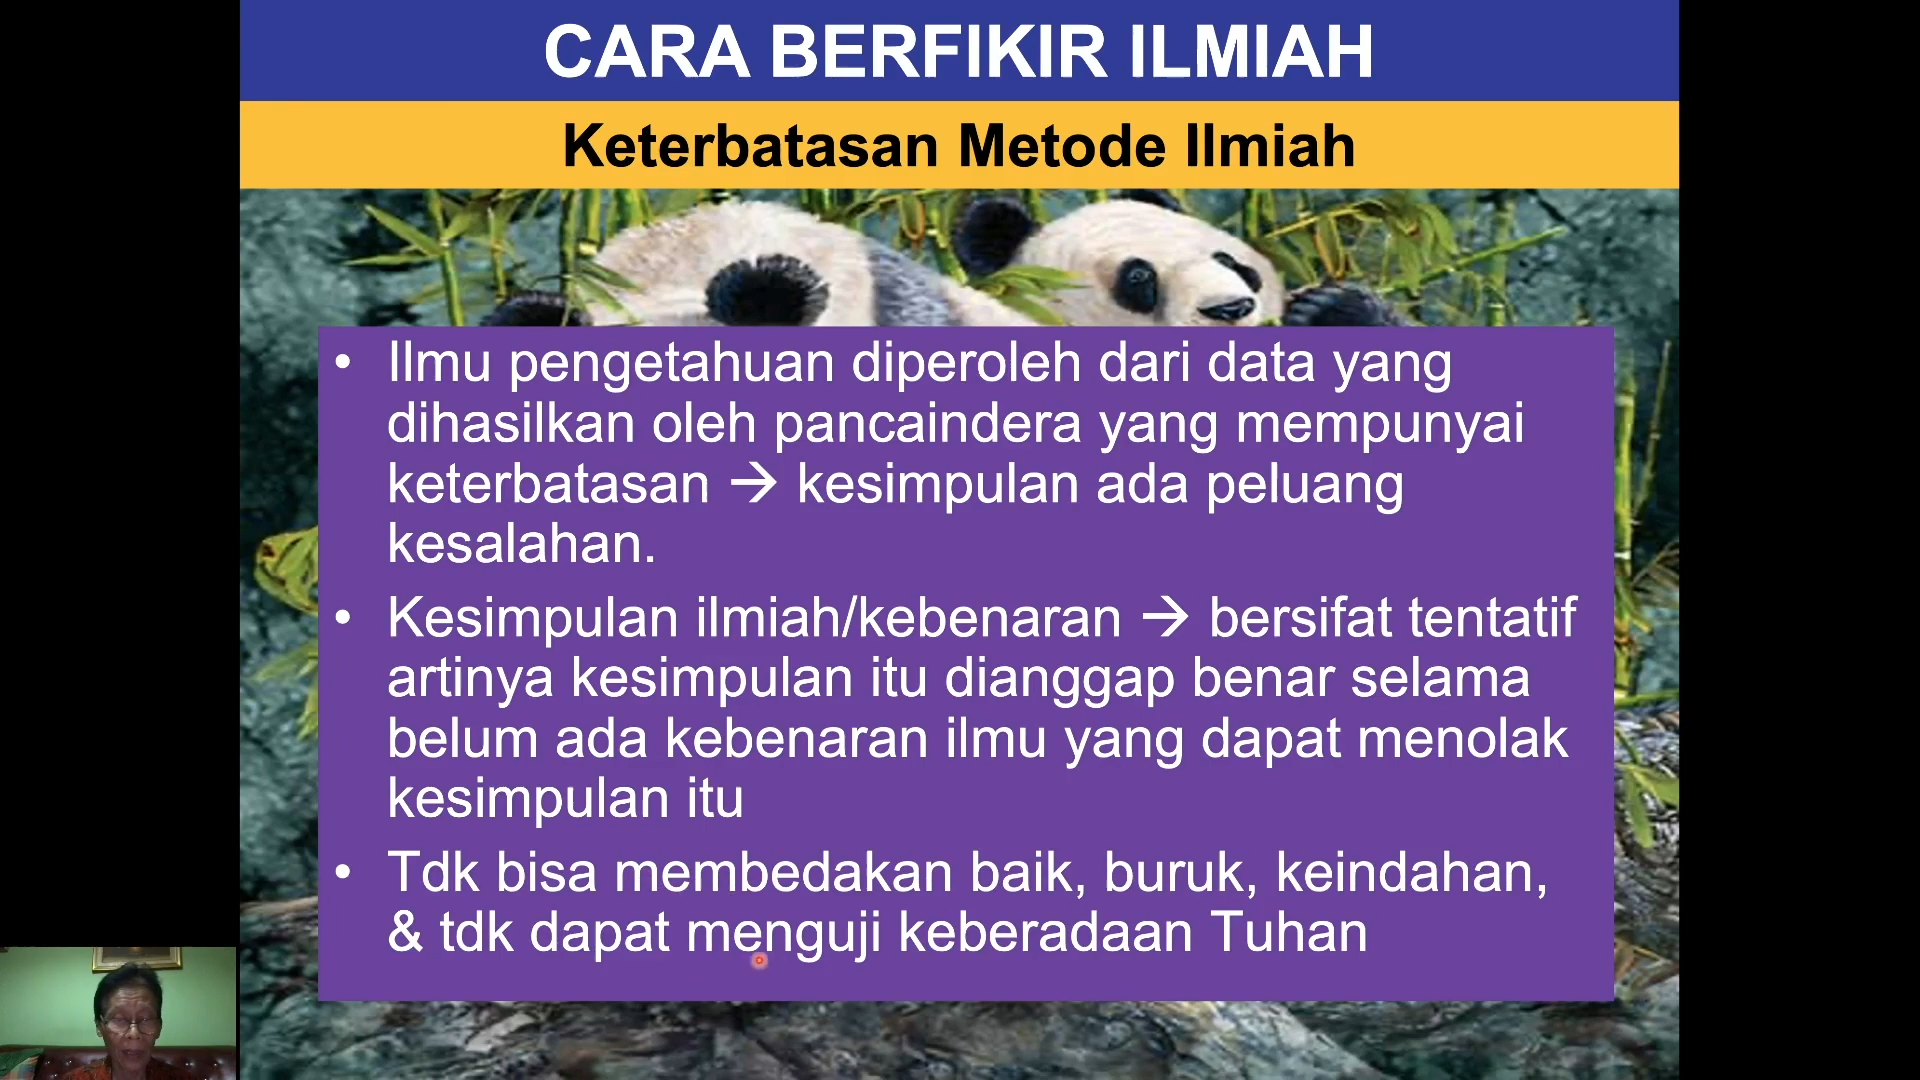 CARA BERFIKIR ILMIAH
Keterbatasan Metode Ilmiah
• Ilmu pengetahuan diperoleh dari data yang
dihasilkan oleh pancaindera yang mempunyai
keterbatasan → kesimpulan ada peluang
kesalahan.
• Kesimpulan ilmiah/kebenaran → bersifat tentatif
artinya kesimpulan itu dianggap benar selama
belum ada kebenaran ilmu yang dapat menolak
kesimpulan itu
• Tdk bisa membedakan baik, buruk, keindahan,
& tdk dapat menguji keberadaan Tuhan